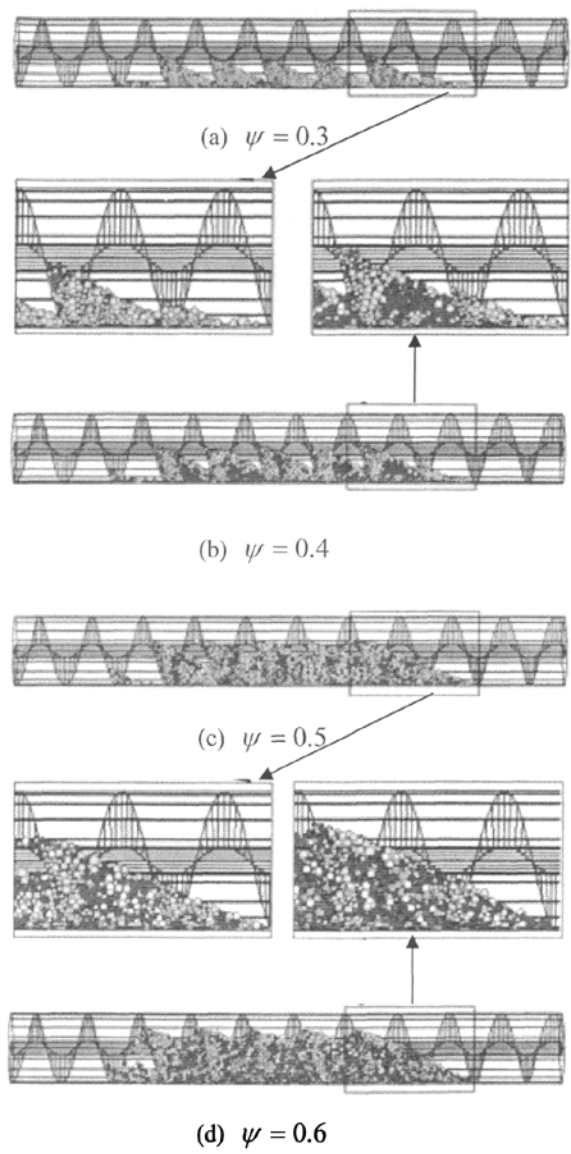 (a) ψ = 0.3
(b) ψ = 0.4
(c) ψ = 0.5
(d) ψ = 0.6